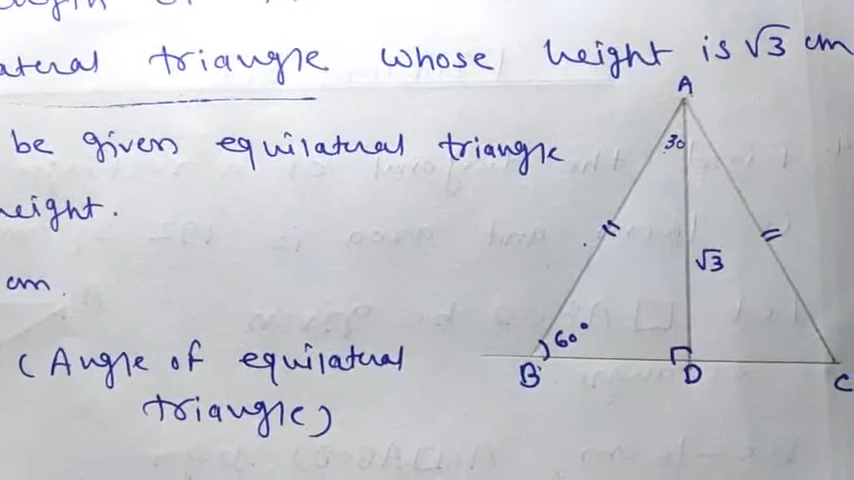 triangle whose height is √3 cm
be given equilateral triangle
height.
cm.
(Angle of equilateral
triangle)
A
30
√3
60°
B
D
C